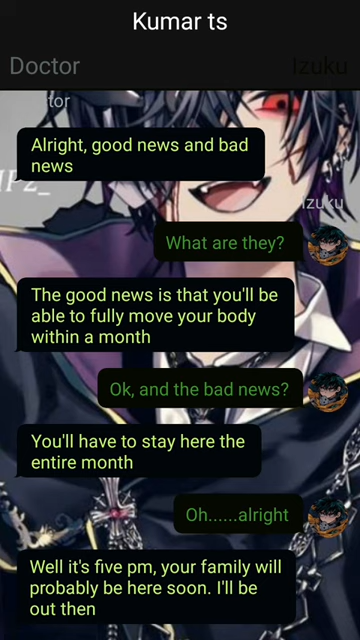 Kumar ts
Doctor
Izuku
tor
Alright, good news and bad
news
Izuku
What are they?
The good news is that you'll be
able to fully move your body
within a month
Ok, and the bad news?
You'll have to stay here the
entire month
Oh......alright
Well it's five pm, your family will
probably be here soon. I'll be
out then